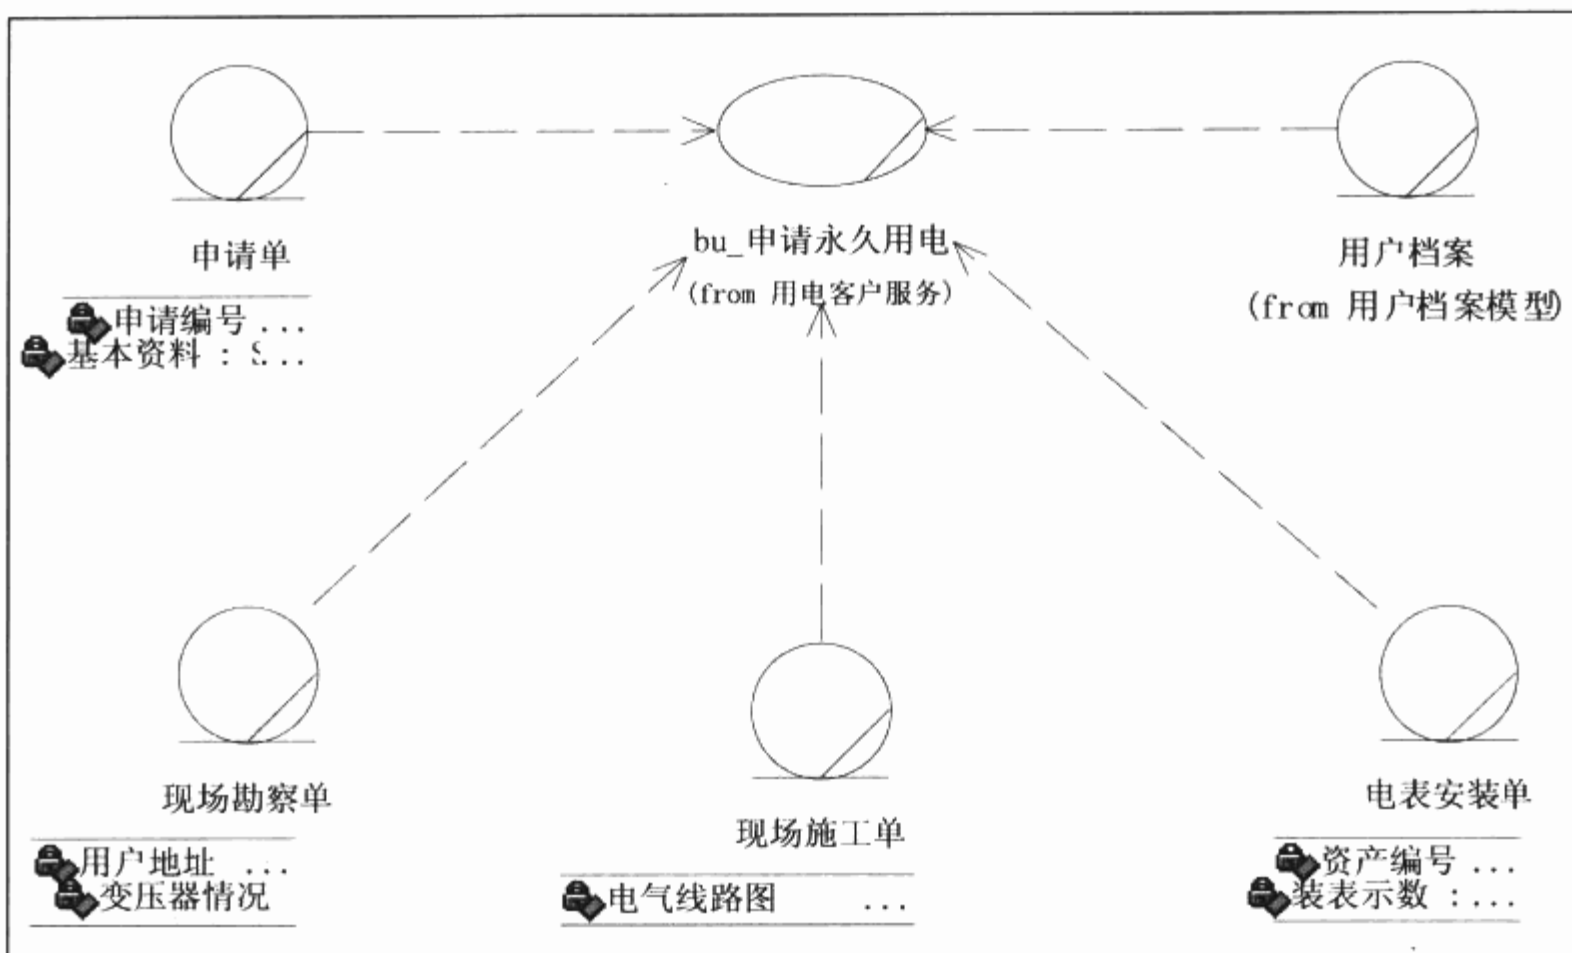 申请单
申请编号 ...
基本资料 : S...
bu_申请永久用电
(from 用电客户服务)
用户档案
(from 用户档案模型)
现场勘察单
用户地址 ...
变压器情况
现场施工单
电气线路图 ...
电表安装单
资产编号 ...
装表示数 : ...